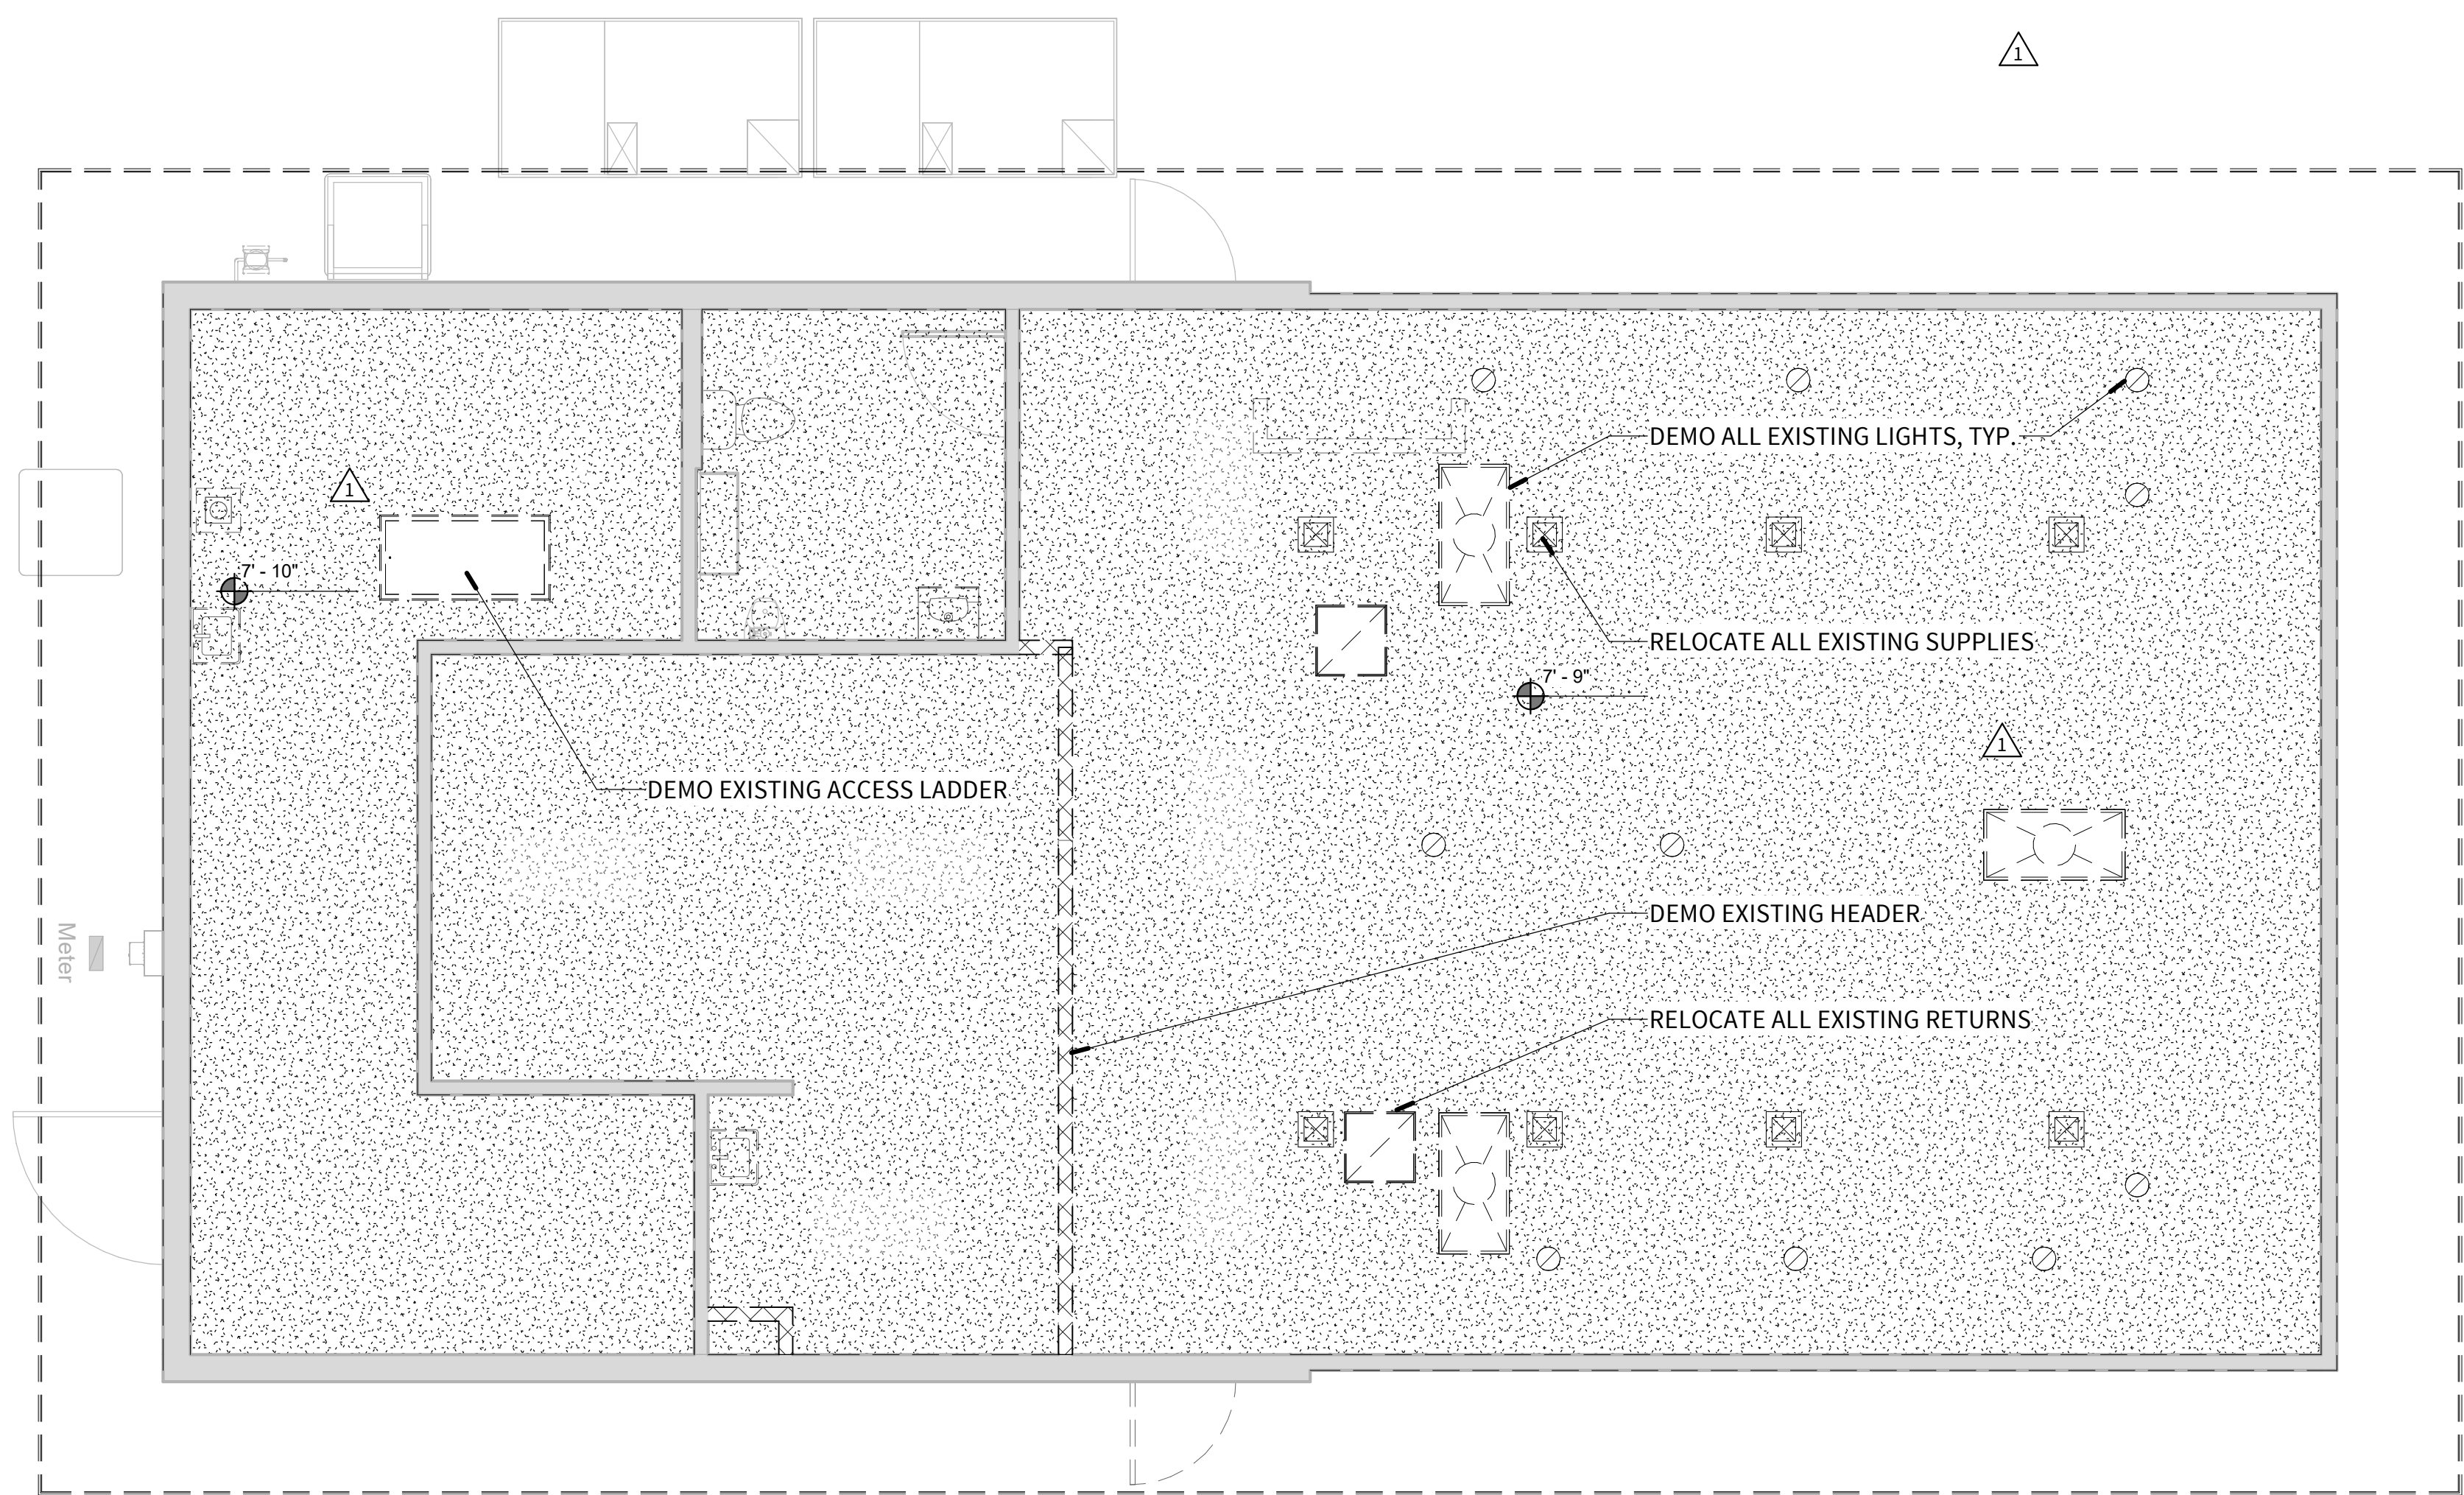 1
DEMO ALL EXISTING LIGHTS, TYP.
1
7' - 10"
RELOCATE ALL EXISTING SUPPLIES
7' - 9"
1
DEMO EXISTING ACCESS LADDER
DEMO EXISTING HEADER
Meter
RELOCATE ALL EXISTING RETURNS